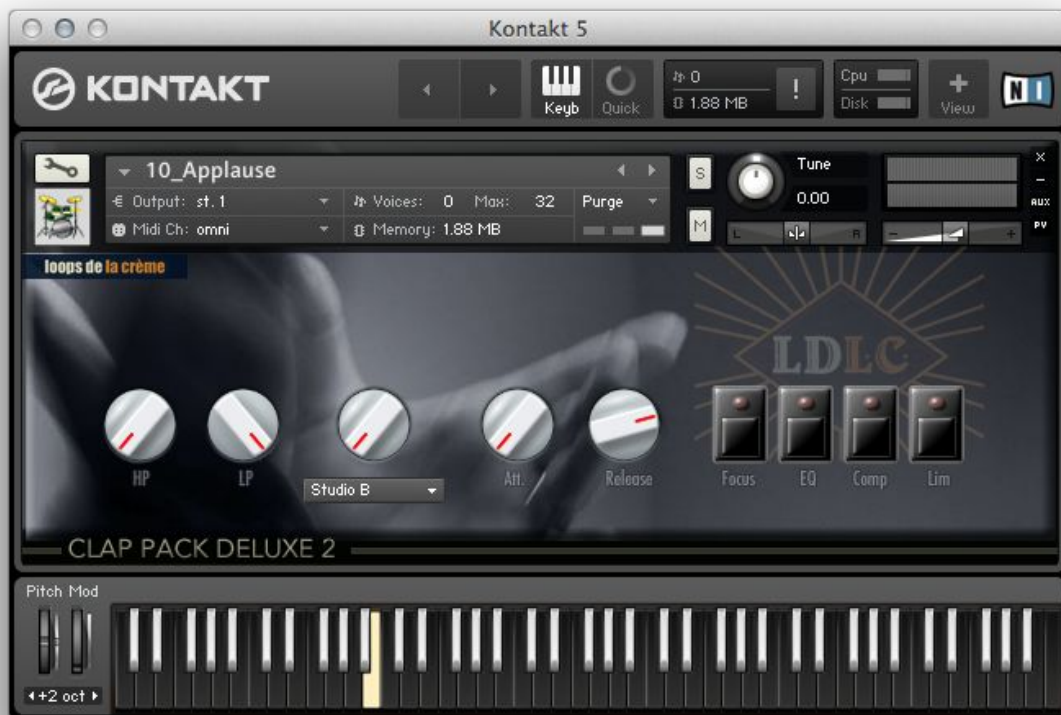 Kontakt 5
KONTAKT
Keyb
Quick
0
1.88 MB
!
Cpu
Disk
+
View
NI
10_Applause
Output: st.1
Voices: 0 Max: 32
Purge
Midi Ch: omni
Memory: 1.88 MB
S
M
Tune
0.00
L
R
-
+
×
-
AUX
PV
loops de la crème
LDLC
HP
LP
Studio B
Att.
Release
Focus
EQ
Comp
Lim
CLAP PACK DELUXE 2
Pitch Mod
+2 oct